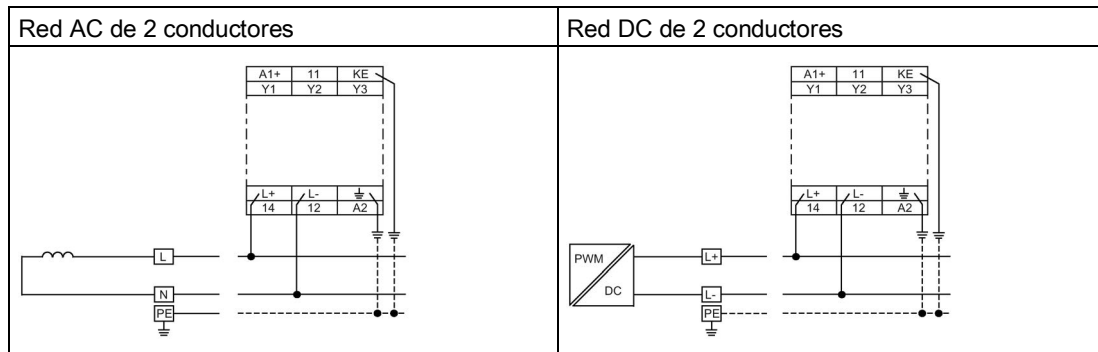 Red AC de 2 conductores
Red DC de 2 conductores
A1+ 11 KE
Y1 Y2 Y3
L+ L-
14 12 A2
L
N
PE
A1+ 11 KE
Y1 Y2 Y3
L+ L-
14 12 A2
PWM
DC
L+
L-
PE